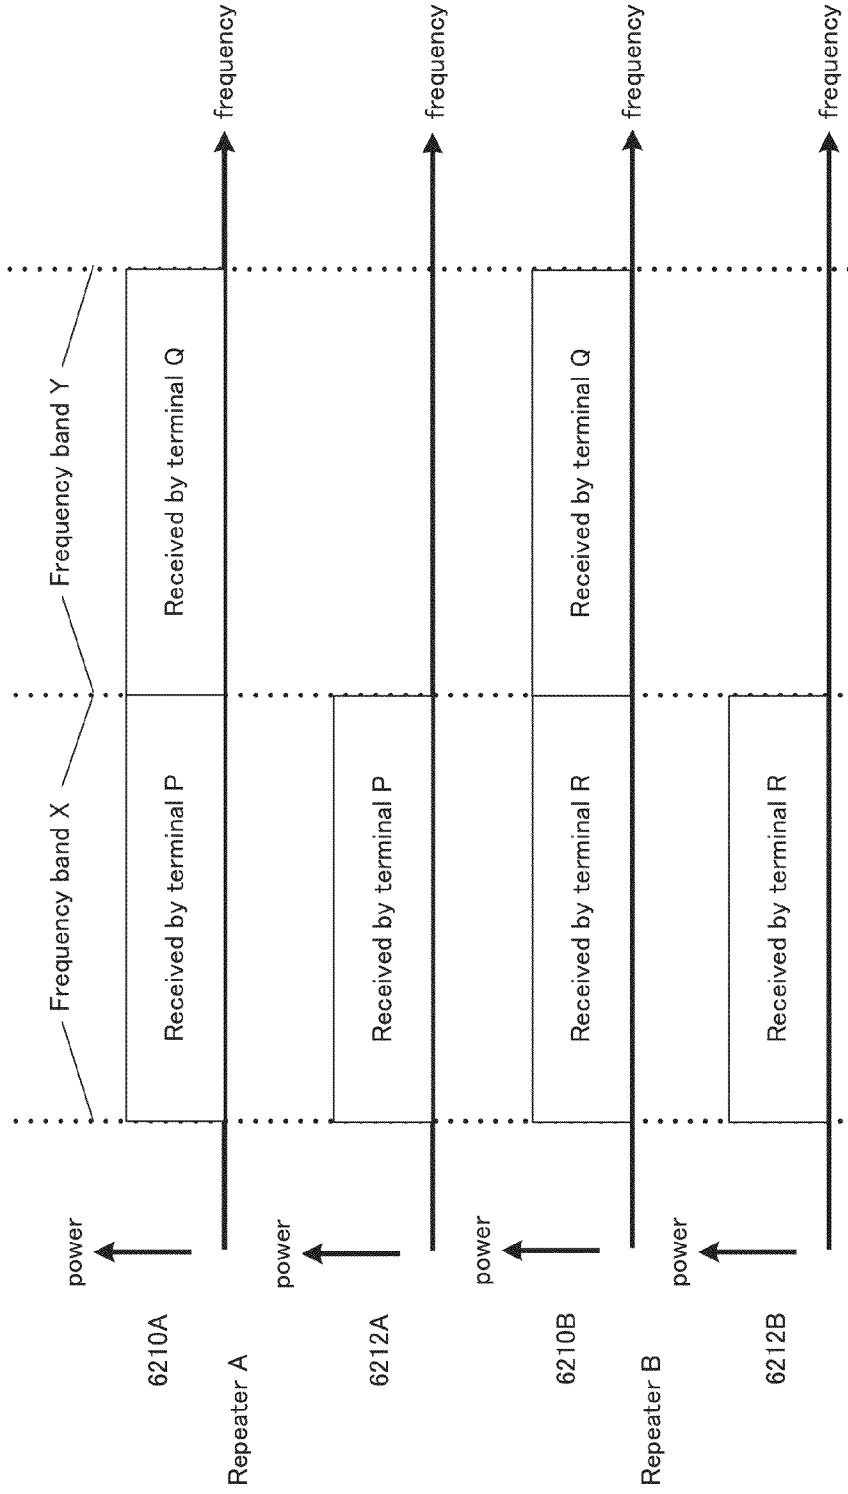 Frequency band X
Frequency band Y
power
6210A
Received by terminal P
Received by terminal Q
frequency
Repeater A
power
6212A
Received by terminal P
frequency
power
6210B
Received by terminal R
Received by terminal Q
frequency
Repeater B
power
6212B
Received by terminal R
frequency